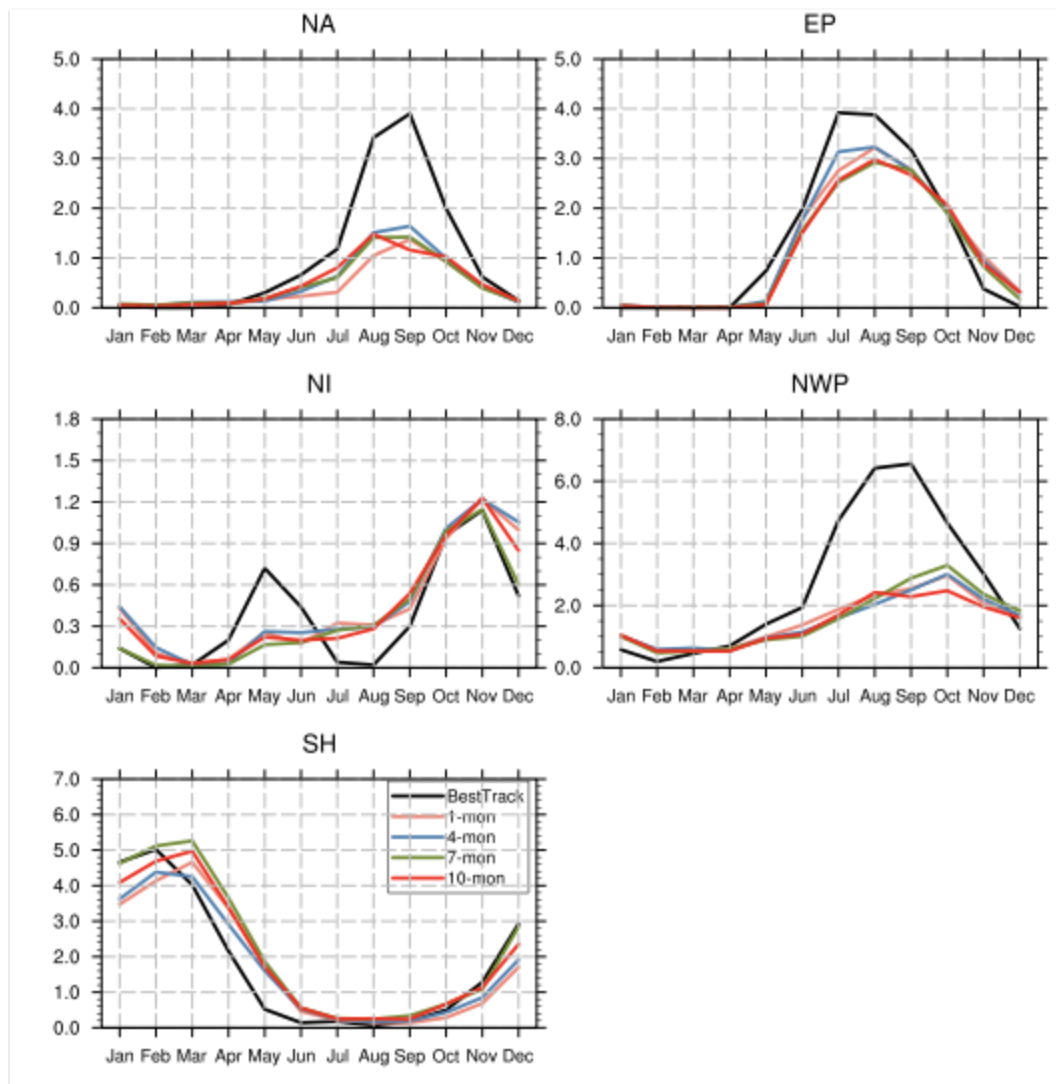 NA
5.0
4.0
3.0
2.0
1.0
0.0
Jan Feb Mar Apr May Jun Jul Aug Sep Oct Nov Dec
EP
5.0
4.0
3.0
2.0
1.0
0.0
Jan Feb Mar Apr May Jun Jul Aug Sep Oct Nov Dec
NI
1.8
1.5
1.2
0.9
0.6
0.3
0.0
Jan Feb Mar Apr May Jun Jul Aug Sep Oct Nov Dec
NWP
8.0
6.0
4.0
2.0
0.0
Jan Feb Mar Apr May Jun Jul Aug Sep Oct Nov Dec
SH
7.0
6.0
5.0
4.0
3.0
2.0
1.0
0.0
BestTrack
1-mon
4-mon
7-mon
10-mon
Jan Feb Mar Apr May Jun Jul Aug Sep Oct Nov Dec